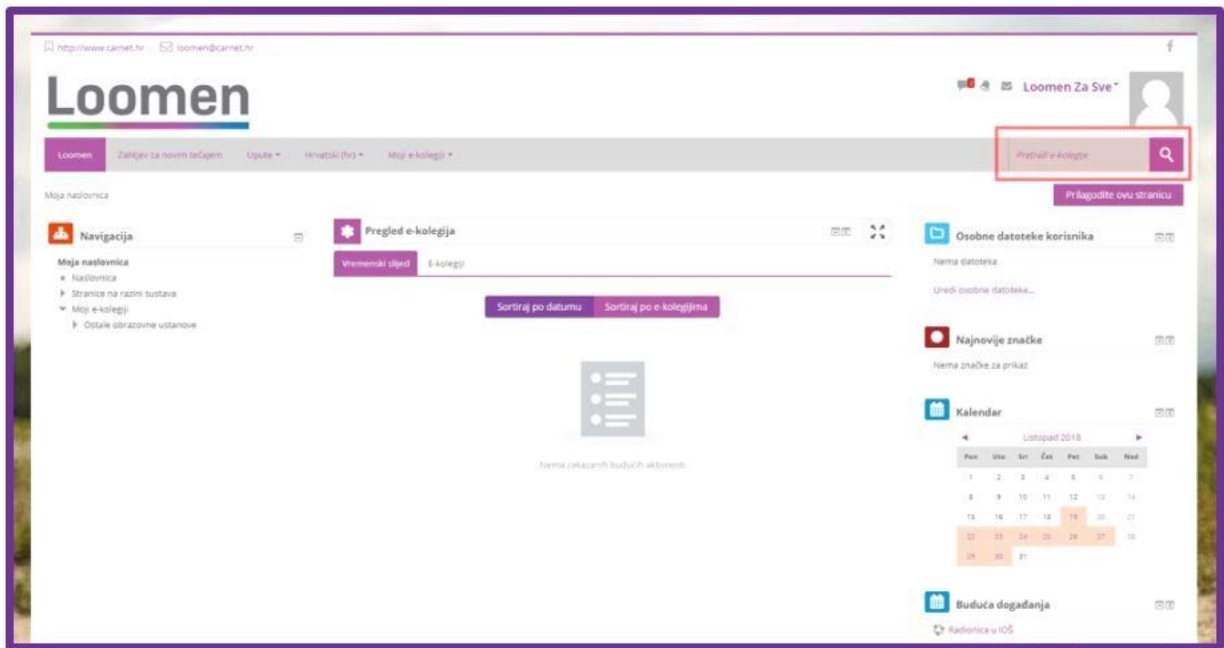 http://www.carnet.hr loomen@carnet.hr f
Loomen
Loomen Za Sve
Loomen Zahtjev za novim tečajem Upute Hrvatski (hr) Moji e-kolegiji Pretraži e-kolegije
Moja naslovnica Prilagodite ovu stranicu
Navigacija
Moja naslovnica
Naslovnica
Stranice na razini sustava
Moji e-kolegiji
Ostale obrazovne ustanove
Pregled e-kolegija
Vremenski slijed E-kolegiji
Sortiraj po datumu Sortiraj po e-kolegijima
Nema zakazanih budućih aktivnosti
Osobne datoteke korisnika
Nema datoteka
Uredi osobne datoteke...
Najnovije značke
Nema značke za prikaz
Kalendar
◄ Listopad 2018 ►
Pon Uto Sri Čet Pet Sub Ned
1 2 3 4 5 6 7
8 9 10 11 12 13 14
15 16 17 18 19 20 21
22 23 24 25 26 27 28
29 30 31
Buduća događanja
Radionica u IOŠ